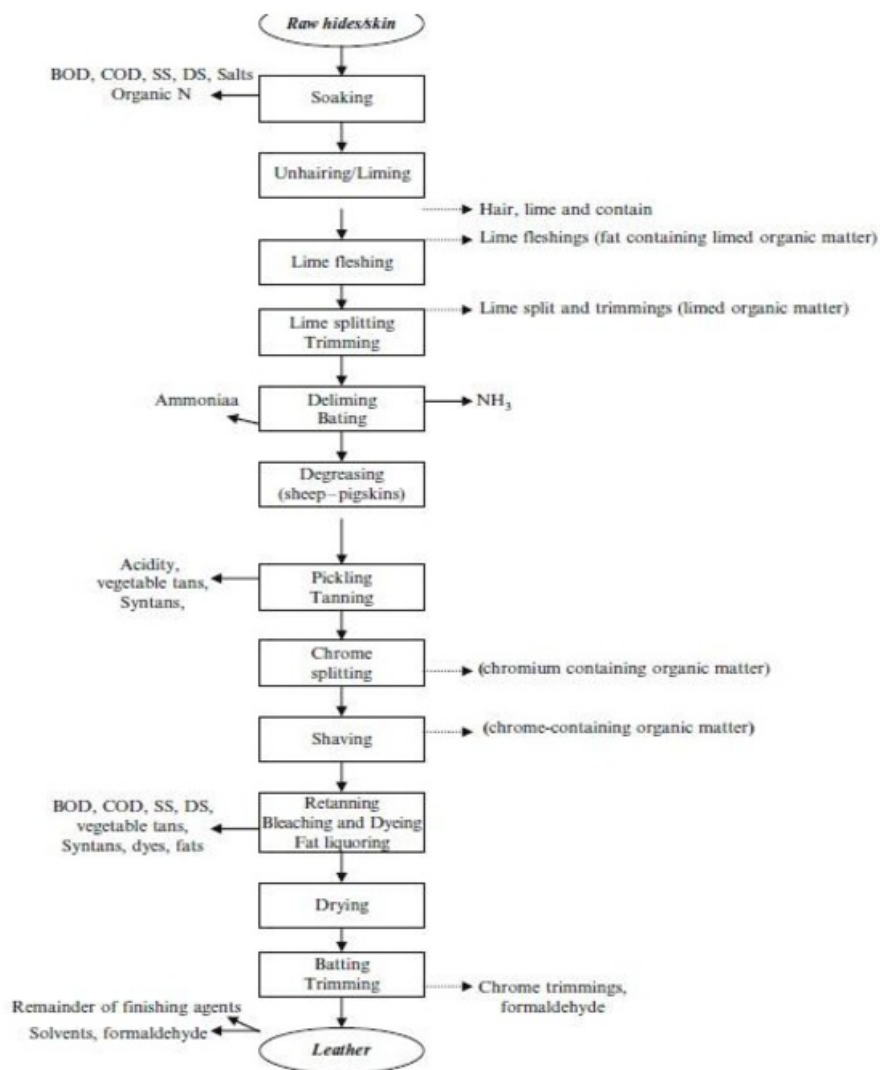 Raw hides/skin
BOD, COD, SS, DS, Salts
Organic N
Soaking
Unhairing/Liming
Hair, lime and contain
Lime fleshings (fat containing limed organic matter)
Lime fleshing
Lime split and trimmings (limed organic matter)
Lime splitting
Trimming
Ammoniaa
Deliming
Bating
NH3
Degreasing
(sheep–pigskins)
Acidity,
vegetable tans,
Syntans,
Pickling
Tanning
Chrome
splitting
(chromium containing organic matter)
Shaving
(chrome-containing organic matter)
BOD, COD, SS, DS,
vegetable tans,
Syntans, dyes, fats
Retanning
Bleaching and Dyeing
Fat liquoring
Drying
Batting
Trimming
Chrome trimmings,
formaldehyde
Remainder of finishing agents
Solvents, formaldehyde
Leather